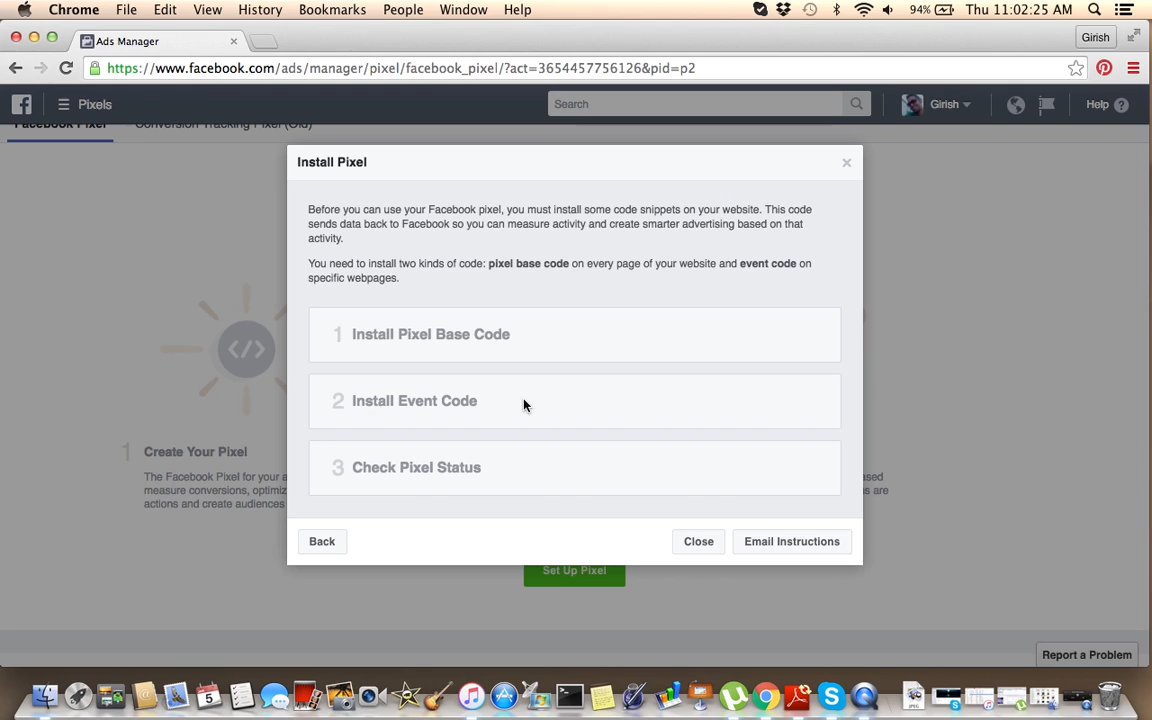 Chrome File Edit View History Bookmarks People Window Help 94% Thu 11:02:25 AM
Ads Manager Girish
https://www.facebook.com/ads/manager/pixel/facebook_pixel/?act=3654457756126&pid=p2
Pixels Search Girish Help
Facebook Pixel Conversion Tracking Pixel (Old)
Install Pixel
Before you can use your Facebook pixel, you must install some code snippets on your website. This code
sends data back to Facebook so you can measure activity and create smarter advertising based on that
activity.
You need to install two kinds of code: pixel base code on every page of your website and event code on
specific webpages.
1 Install Pixel Base Code
2 Install Event Code
3 Check Pixel Status
1 Create Your Pixel
The Facebook Pixel for your a
measure conversions, optimiz
actions and create audiences
ased
s are
Back Close Email Instructions
Set Up Pixel
Report a Problem
5
JPEG